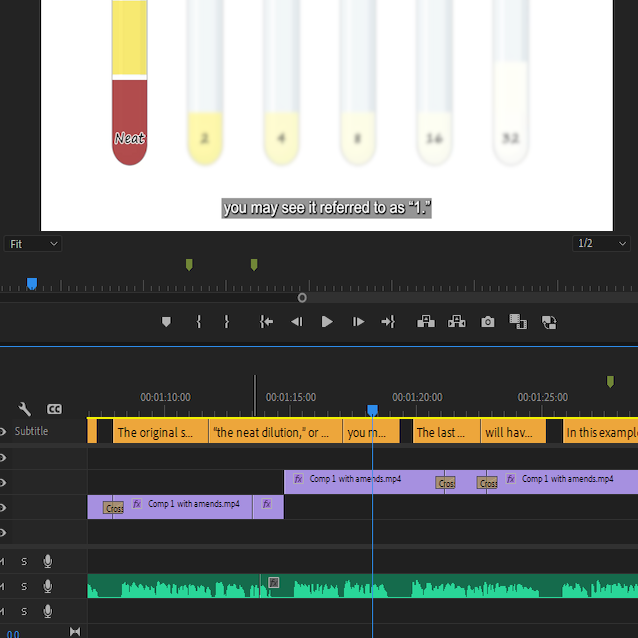 Neat 2 4 8 16 32
you may see it referred to as “1.”
Fit 1/2
00:01:10:00 00:01:15:00 00:01:20:00 00:01:25:00
CC
Subtitle The original s... “the neat dilution,” or ... you m... The last ... will hav... In this example
fx Comp 1 with amends.mp4 Cross Cross fx Comp 1 with amends.mp4
Cross fx Comp 1 with amends.mp4 fx
M S
M S fx
M S
0.0